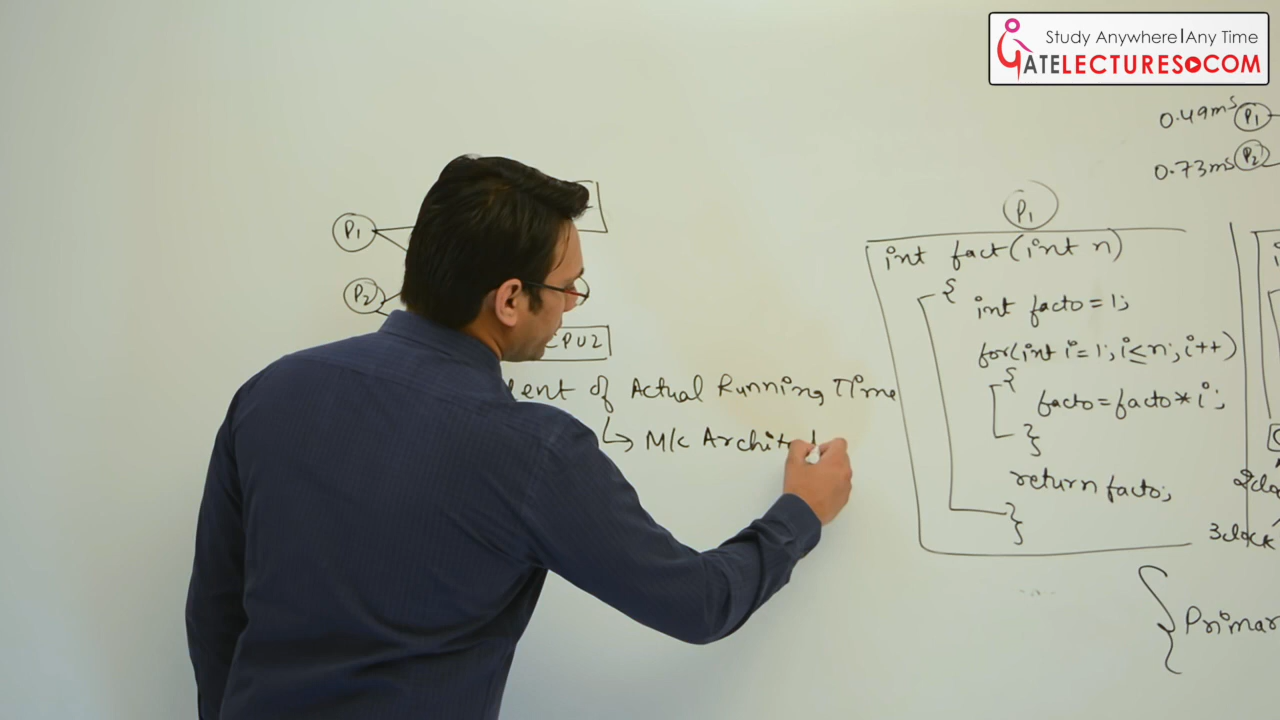 Study Anywhere|Any Time
GATELECTURES.COM
0.49ms P1
0.73ms P2
P1
P2
CPU2
of Actual Running Time
↳ M/C Archit
P1
int fact(int n)
{
int facto=1;
for(int i=1; i≤n; i++)
{
facto=facto*i;
}
return facto;
}
3clock
{